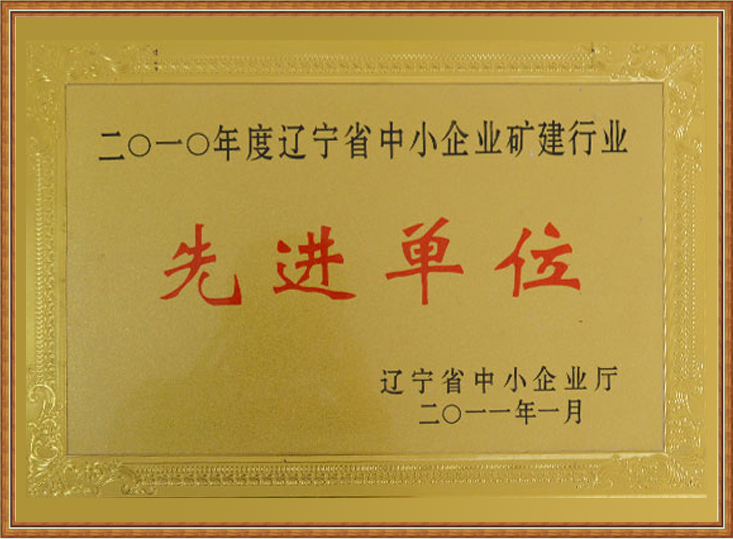 二〇一〇年度辽宁省中小企业矿建行业
先进单位
辽宁省中小企业厅
二〇一一年一月